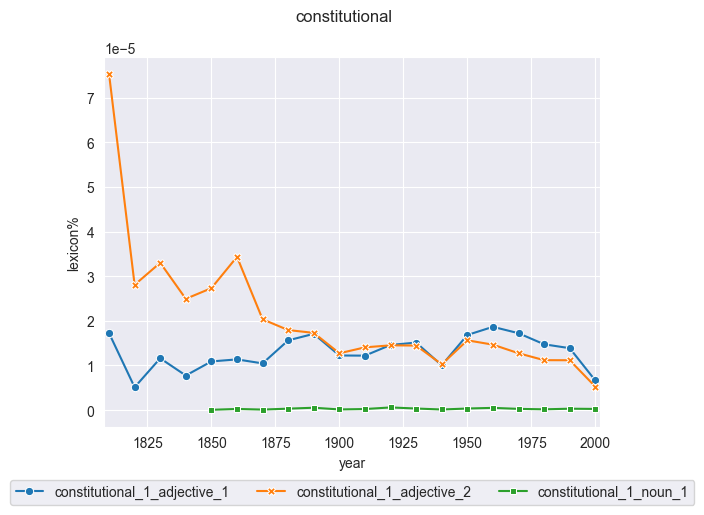 constitutional
1e−5
7
6
5
4
3
2
1
0
lexicon%
1825 1850 1875 1900 1925 1950 1975 2000
year
constitutional_1_adjective_1 constitutional_1_adjective_2 constitutional_1_noun_1